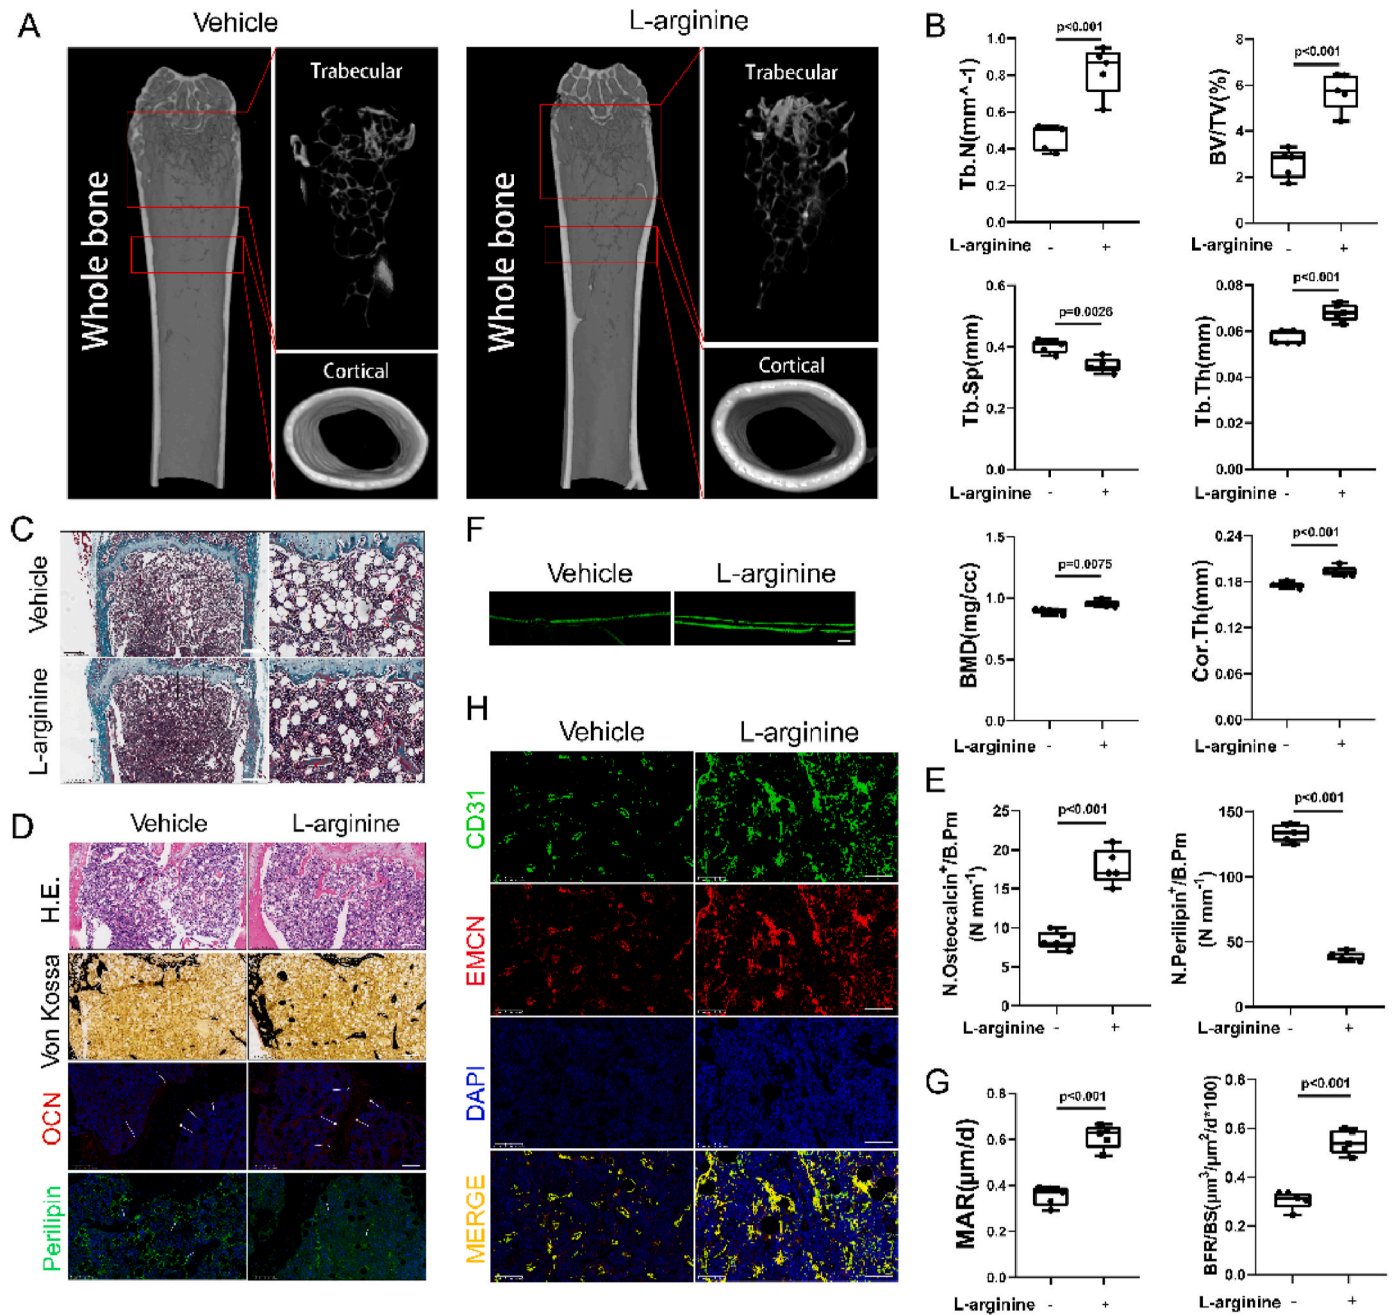 A
Vehicle
L-arginine
Whole bone
Trabecular
Cortical
Whole bone
Trabecular
Cortical
B
p<0.001
Tb.N(mm^-1)
1.0
0.8
0.6
0.4
0.2
0.0
L-arginine - +
p<0.001
BV/TV(%)
8
6
4
2
0
L-arginine - +
p=0.0026
Tb.Sp(mm)
0.6
0.4
0.2
0.0
L-arginine - +
p<0.001
Tb.Th(mm)
0.08
0.06
0.04
0.02
0.00
L-arginine - +
p=0.0075
BMD(mg/cc)
1.5
1.0
0.5
0.0
L-arginine - +
p<0.001
Cor.Th(mm)
0.24
0.18
0.12
0.06
0.00
L-arginine - +
C
Vehicle
L-arginine
D
Vehicle
L-arginine
H.E.
Von Kossa
OCN
Perilipin
F
Vehicle
L-arginine
H
Vehicle
L-arginine
CD31
EMCN
DAPI
MERGE
E
p<0.001
N.Osteocalcin⁺/B.Pm
(N mm⁻¹)
25
20
15
10
5
0
L-arginine - +
p<0.001
N.Perilipin⁺/B.Pm
(N mm⁻¹)
150
100
50
0
L-arginine - +
G
p<0.001
MAR(μm/d)
0.8
0.6
0.4
0.2
0.0
L-arginine - +
p<0.001
BFR/BS(μm³/μm²/d*100)
0.8
0.6
0.4
0.2
0.0
L-arginine - +